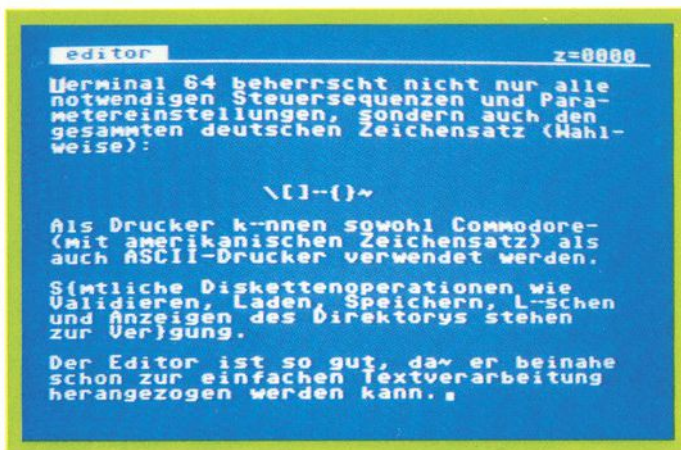 editor z=0000
Terminal 64 beherrscht nicht nur alle
notwendigen Steuersequenzen und Para-
metereinstellungen, sondern auch den
gesammten deutschen Zeichensatz (Wahl-
weise):
\[]--{}~
Als Drucker k--nnen sowohl Commodore-
(mit amerikanischen Zeichensatz) als
auch ASCII-Drucker verwendet werden.
S{mtliche Diskettenoperationen wie
Validieren, Laden, Speichern, L--schen
und Anzeigen des Direktorys stehen
zur Ver}gung.
Der Editor ist so gut, da~ er beinahe
schon zur einfachen Textverarbeitung
herangezogen werden kann.